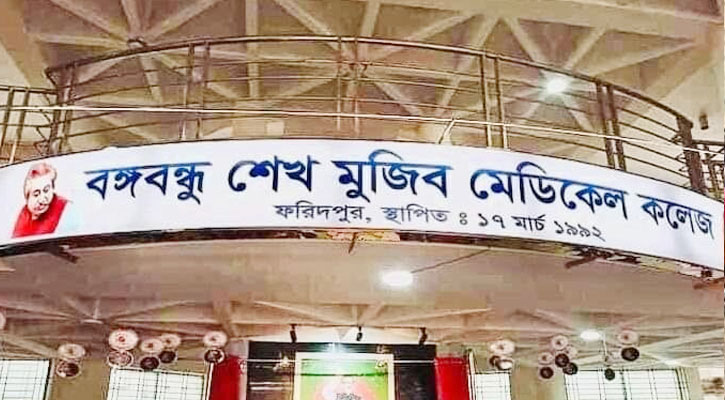 বঙ্গবন্ধু শেখ মুজিব মেডিকেল কলেজ
ফরিদপুর, স্থাপিত ঃ ১৭ মার্চ ১৯৯২